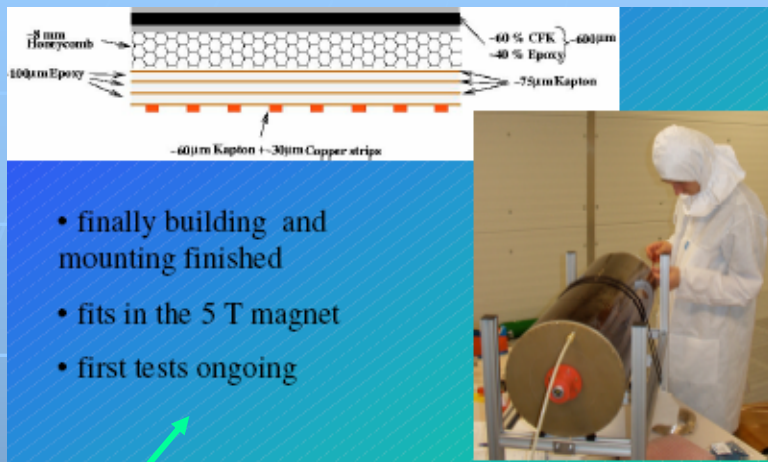 ~8 mm
Honeycomb
~60 % CFK
~40 % Epoxy
~600μm
~100μm Epoxy
~75μm Kapton
~60μm Kapton +~30μm Copper strips
• finally building and
mounting finished
• fits in the 5 T magnet
• first tests ongoing